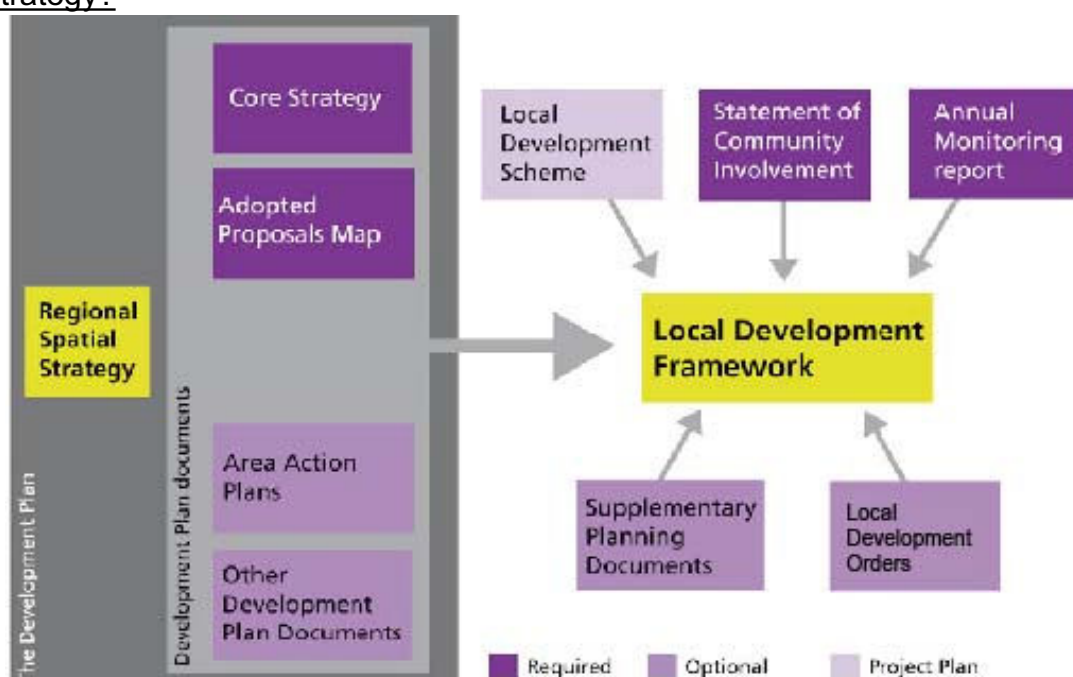 trategy?
Core Strategy
Adopted
Proposals Map
Regional
Spatial
Strategy
Area Action
Plans
Other
Development
Plan Documents
The Development Plan
Development Plan documents
Local
Development
Scheme
Statement of
Community
Involvement
Annual
Monitoring
report
Local Development
Framework
Supplementary
Planning
Documents
Local
Development
Orders
Required
Optional
Project Plan